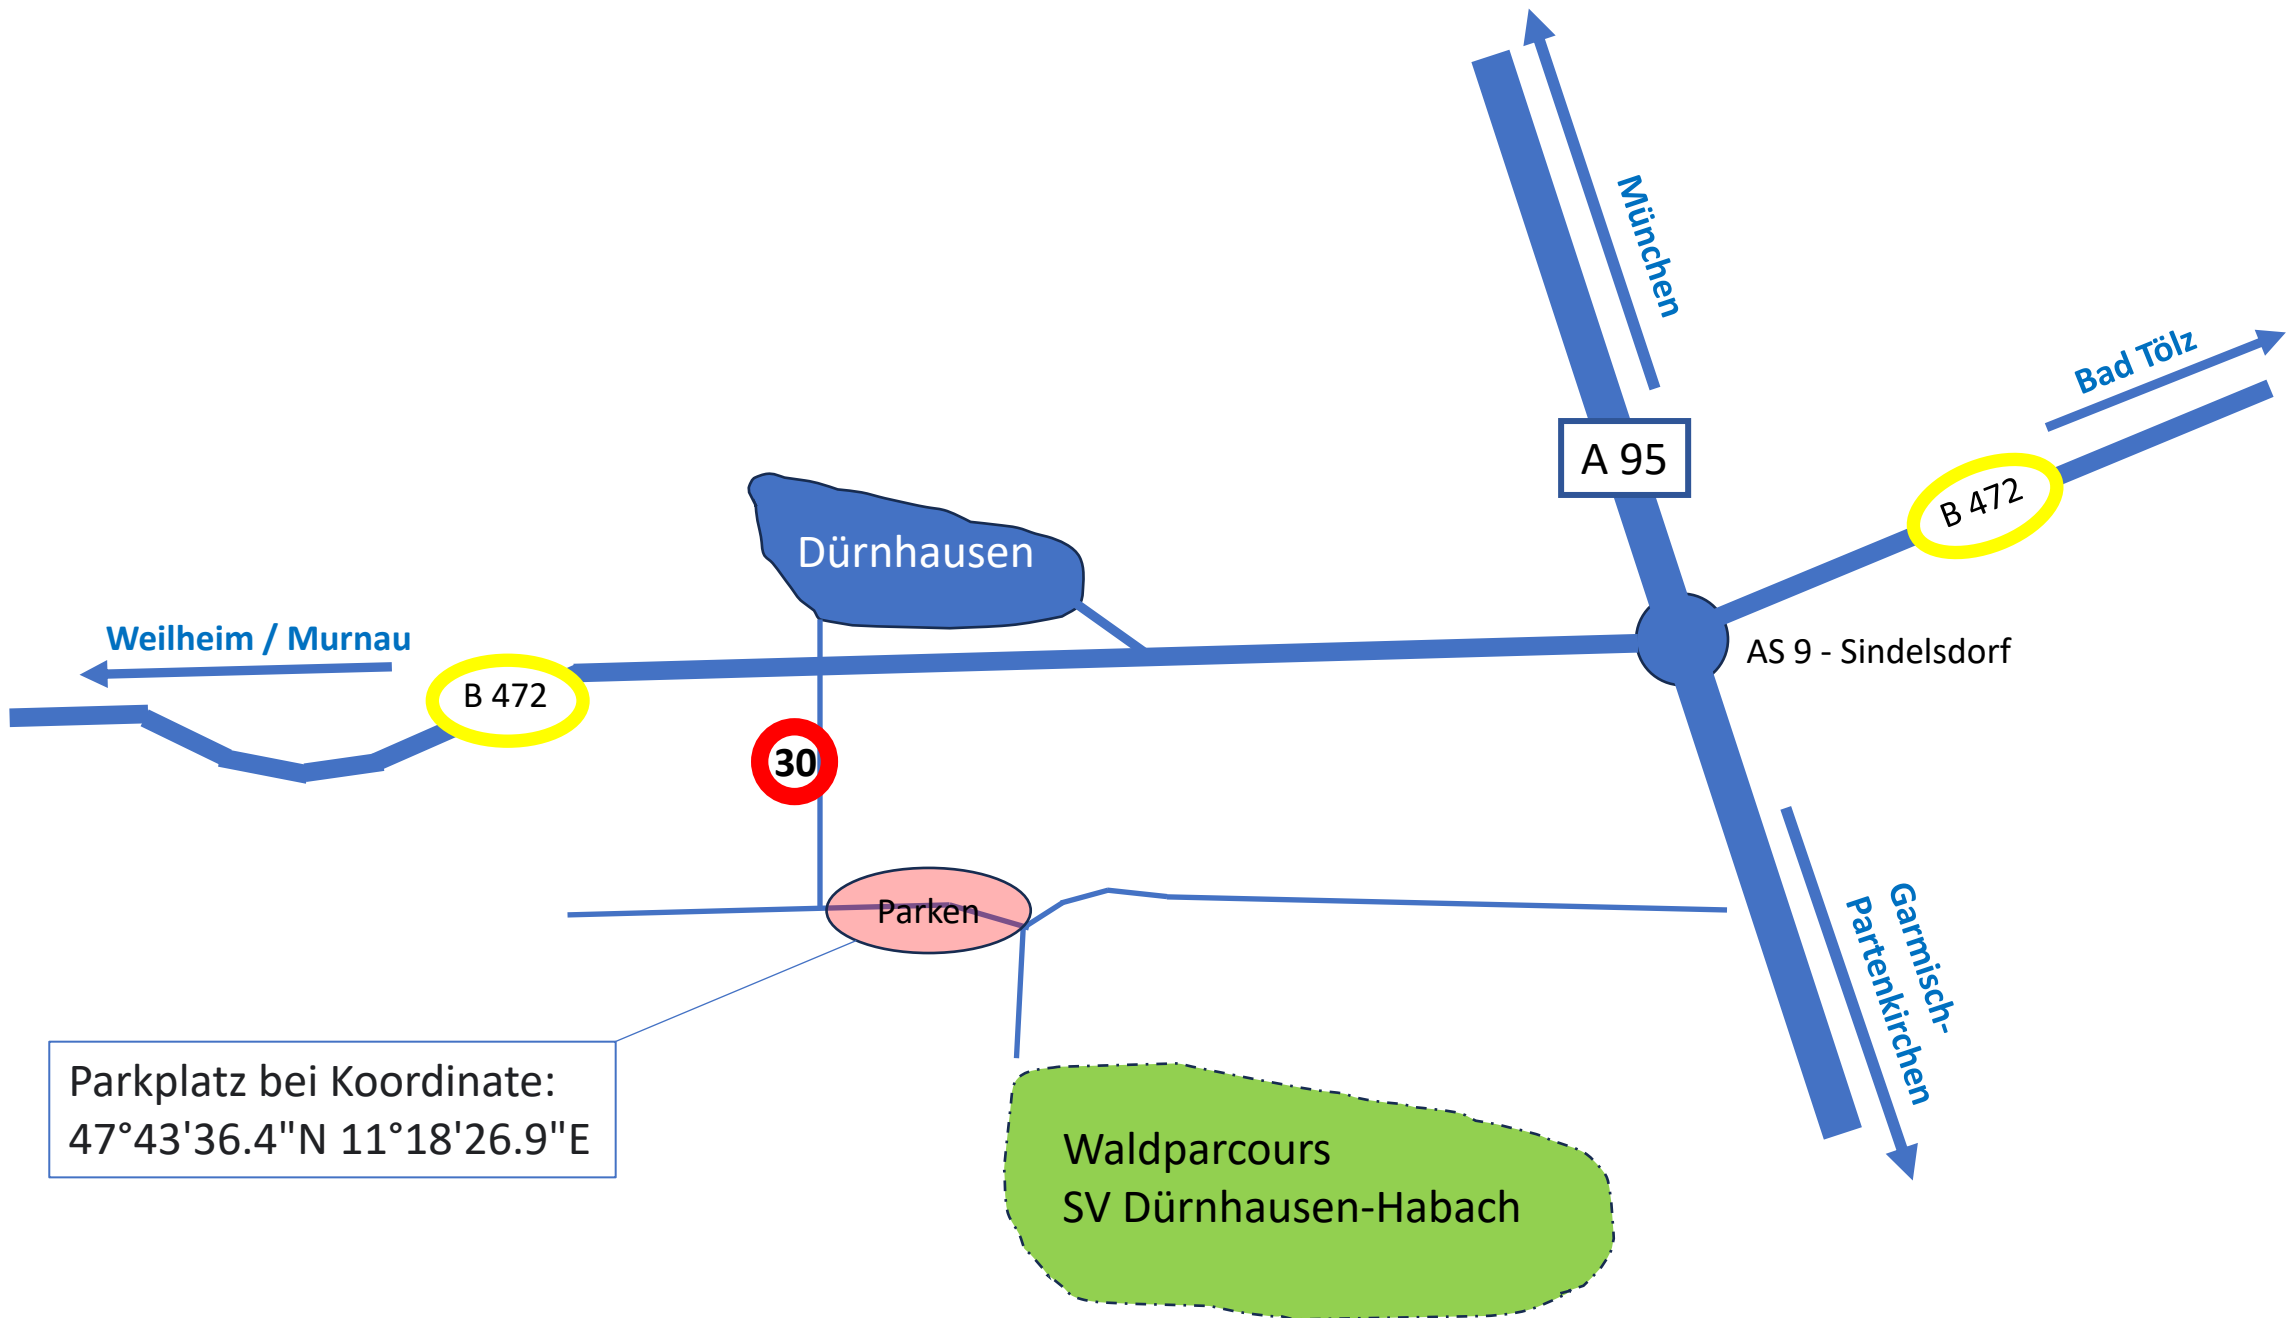 München
Bad Tölz
A 95
B 472
Dürnhausen
Weilheim / Murnau
B 472
AS 9 - Sindelsdorf
30
Parken
Garmisch-
Partenkirchen
Parkplatz bei Koordinate:
47°43'36.4"N 11°18'26.9"E
Waldparcours
SV Dürnhausen-Habach